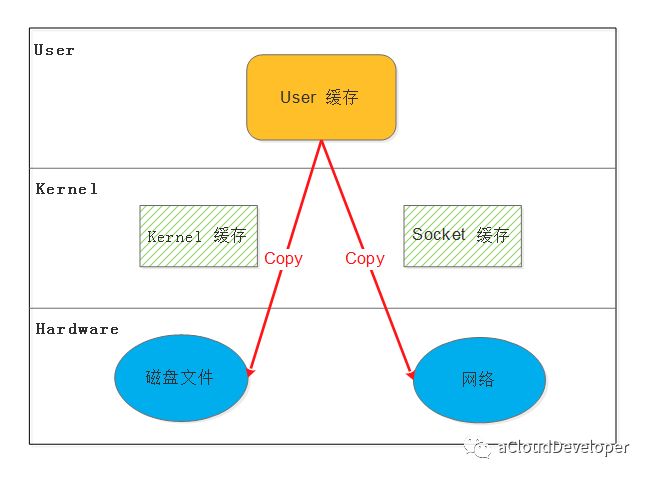 User
User 缓存
Kernel
Kernel 缓存
Socket 缓存
Copy
Copy
Hardware
磁盘文件
网络
aCloudDeveloper